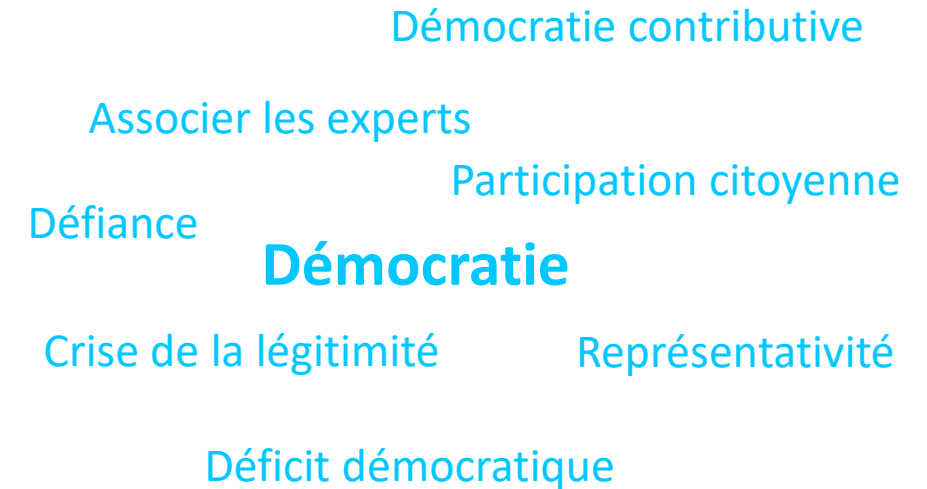 Démocratie contributive
Associer les experts
Participation citoyenne
Défiance
Démocratie
Crise de la légitimité
Représentativité
Déficit démocratique